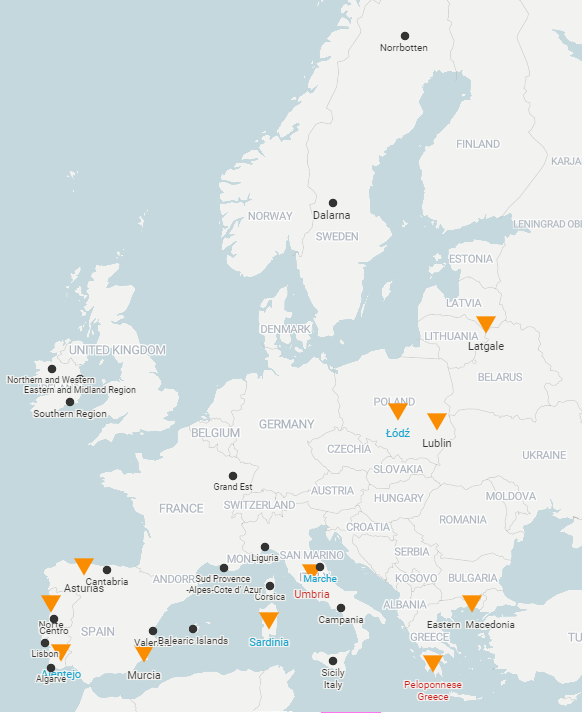 Norrbotten
FINLAND
KARJA
NORWAY
Dalarna
LENINGRAD OBI
SWEDEN
ESTONIA
LATVIA
DENMARK
LITHUANIA
Latgale
UNITED KINGDOM
BELARUS
Northern and Western
Eastern and Midland Region
Southern Region
POLAND
Łódź
Lublin
BELGIUM
GERMANY
CZECHIA
UKRAINE
SLOVAKIA
Grand Est
AUSTRIA
HUNGARY
MOLDOVA
FRANCE
SWITZERLAND
ROMANIA
CROATIA
Liguria
SAN MARINO
SERBIA
MON
Sud Provence
-Alpes-Cote d' Azur
Marche
KOSOVO
BULGARIA
ANDORR
Cantabria
Asturias
Corsica
Umbria
ALBANIA
Norte
Centro
SPAIN
Campania
Eastern Macedonia
GREECE
Balearic Islands
Sardinia
Lisbon
TU
Alentejo
Algarve
Murcia
Sicily
Italy
Peloponnese
Greece